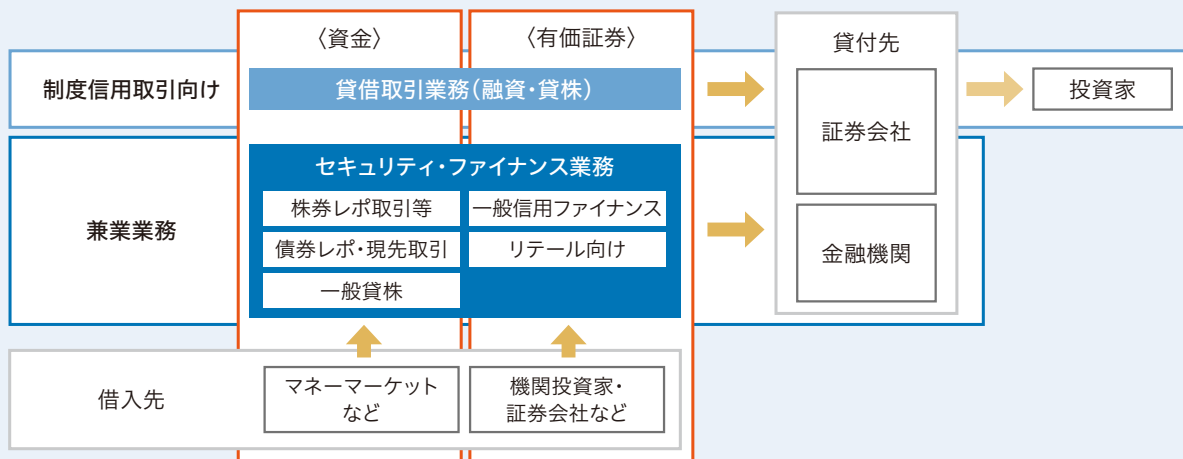 〈資金〉
〈有価証券〉
貸付先
制度信用取引向け
貸借取引業務(融資・貸株)
投資家
証券会社
兼業業務
セキュリティ・ファイナンス業務
株券レポ取引等
一般信用ファイナンス
債券レポ・現先取引
リテール向け
一般貸株
金融機関
借入先
マネーマーケット
など
機関投資家・
証券会社など